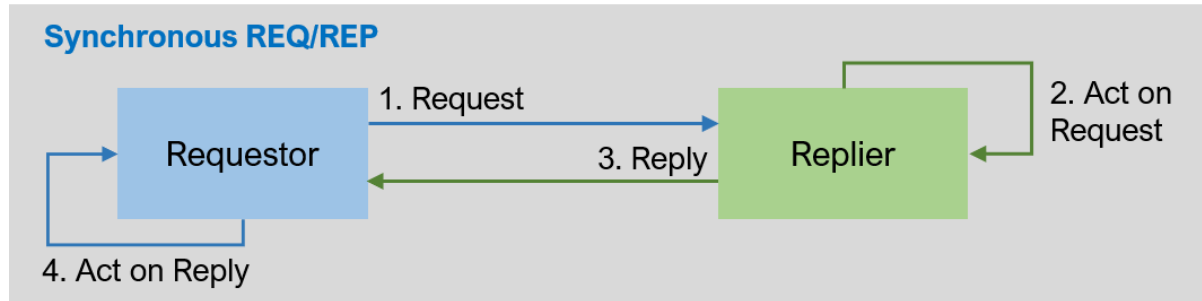 Synchronous REQ/REP
1. Request
2. Act on
Request
Requestor
Replier
3. Reply
4. Act on Reply